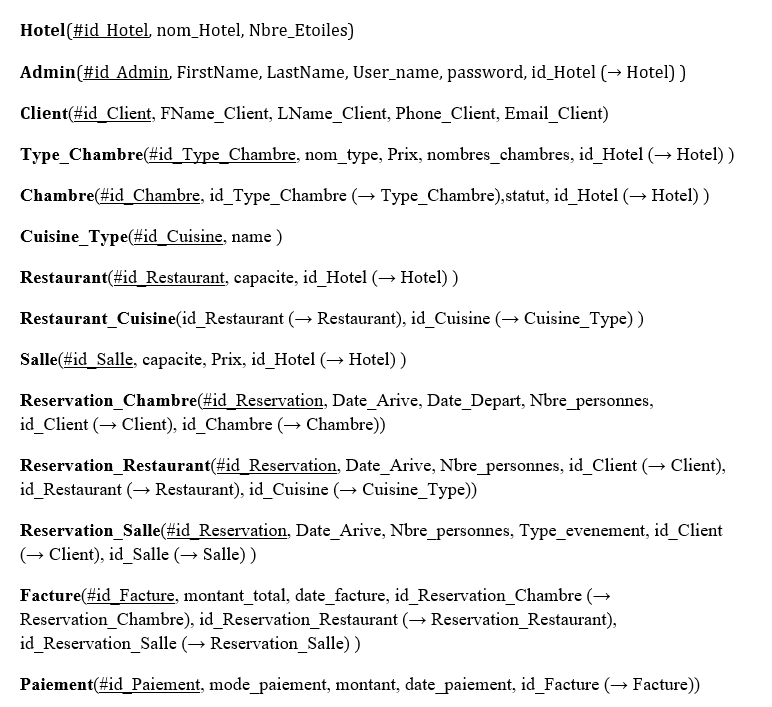 Hotel(#id_Hotel, nom_Hotel, Nbre_Etoiles)
Admin(#id_Admin, FirstName, LastName, User_name, password, id_Hotel (→ Hotel) )
Client(#id_Client, FName_Client, LName_Client, Phone_Client, Email_Client)
Type_Chambre(#id_Type_Chambre, nom_type, Prix, nombres_chambres, id_Hotel (→ Hotel) )
Chambre(#id_Chambre, id_Type_Chambre (→ Type_Chambre),statut, id_Hotel (→ Hotel) )
Cuisine_Type(#id_Cuisine, name )
Restaurant(#id_Restaurant, capacite, id_Hotel (→ Hotel) )
Restaurant_Cuisine(id_Restaurant (→ Restaurant), id_Cuisine (→ Cuisine_Type) )
Salle(#id_Salle, capacite, Prix, id_Hotel (→ Hotel) )
Reservation_Chambre(#id_Reservation, Date_Arive, Date_Depart, Nbre_personnes,
id_Client (→ Client), id_Chambre (→ Chambre))
Reservation_Restaurant(#id_Reservation, Date_Arive, Nbre_personnes, id_Client (→ Client),
id_Restaurant (→ Restaurant), id_Cuisine (→ Cuisine_Type))
Reservation_Salle(#id_Reservation, Date_Arive, Nbre_personnes, Type_evenement, id_Client
(→ Client), id_Salle (→ Salle) )
Facture(#id_Facture, montant_total, date_facture, id_Reservation_Chambre (→
Reservation_Chambre), id_Reservation_Restaurant (→ Reservation_Restaurant),
id_Reservation_Salle (→ Reservation_Salle) )
Paiement(#id_Paiement, mode_paiement, montant, date_paiement, id_Facture (→ Facture))